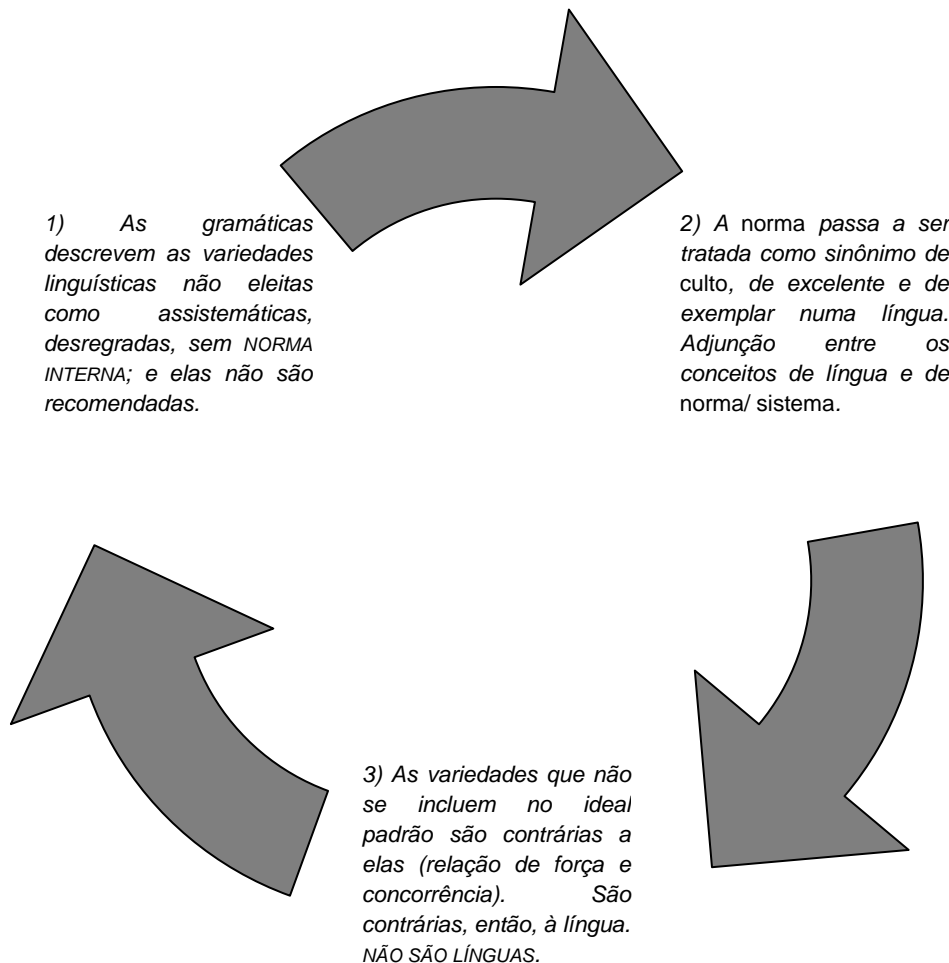 1) As gramáticas
descrevem as variedades
linguísticas não eleitas
como assistemáticas,
desregradas, sem NORMA
INTERNA; e elas não são
recomendadas.
2) A norma passa a ser
tratada como sinônimo de
culto, de excelente e de
exemplar numa língua.
Adjunção entre os
conceitos de língua e de
norma/ sistema.
3) As variedades que não
se incluem no ideal
padrão são contrárias a
elas (relação de força e
concorrência). São
contrárias, então, à língua.
NÃO SÃO LÍNGUAS.